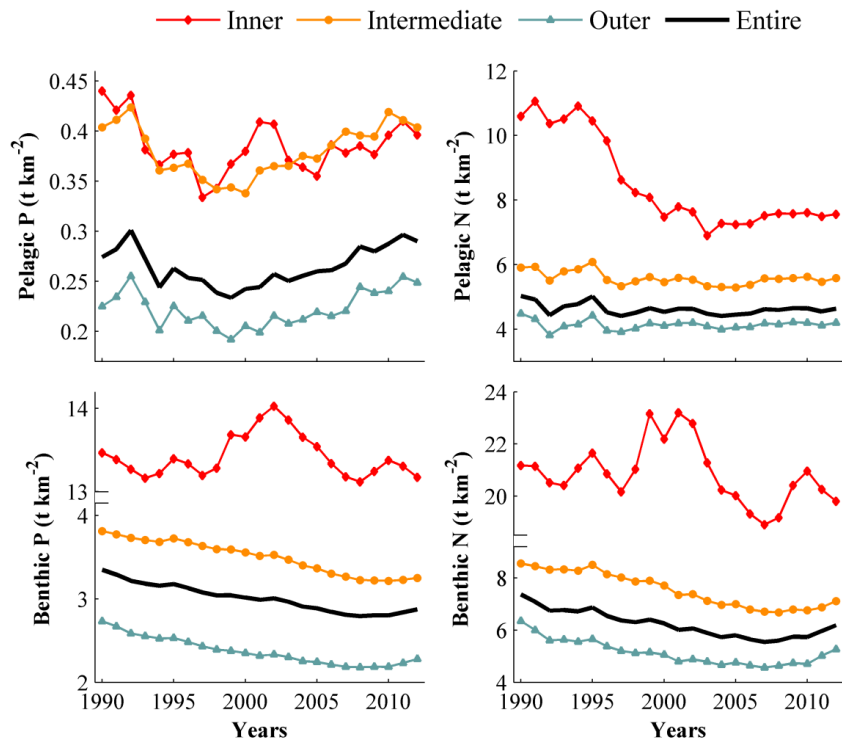 Inner Intermediate Outer Entire
Pelagic P (t km⁻²)
0.45
0.4
0.35
0.3
0.25
0.2
Pelagic N (t km⁻²)
12
10
8
6
4
Benthic P (t km⁻²)
14
13
4
3
2
1990 1995 2000 2005 2010
Years
Benthic N (t km⁻²)
24
22
20
8
6
4
1990 1995 2000 2005 2010
Years